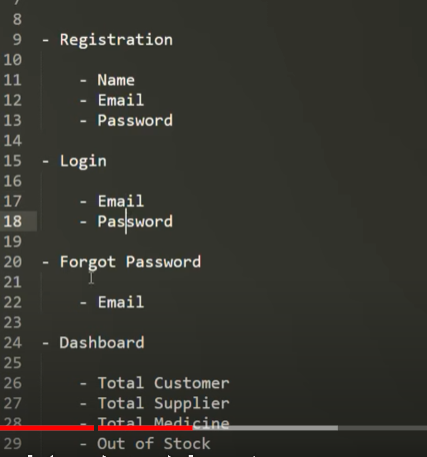 8
9 - Registration
10
11 - Name
12 - Email
13 - Password
14
15 - Login
16
17 - Email
18 - Password
19
20 - Forgot Password
21
22 - Email
23
24 - Dashboard
25
26 - Total Customer
27 - Total Supplier
28 - Total Medicine
29 - Out of Stock